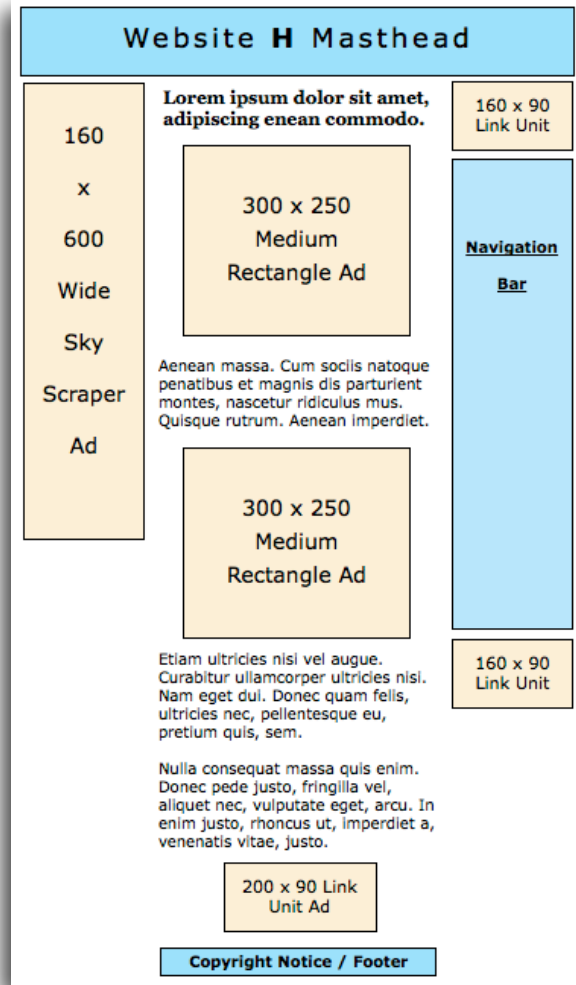 Website H Masthead
160
x
600
Wide
Sky
Scraper
Ad
Lorem ipsum dolor sit amet,
adipiscing enean commodo.
300 x 250
Medium
Rectangle Ad
Aenean massa. Cum sociis natoque
penatibus et magnis dis parturient
montes, nascetur ridiculus mus.
Quisque rutrum. Aenean imperdiet.
300 x 250
Medium
Rectangle Ad
Etiam ultricies nisi vel augue.
Curabitur ullamcorper ultricies nisi.
Nam eget dui. Donec quam felis,
ultricies nec, pellentesque eu,
pretium quis, sem.
Nulla consequat massa quis enim.
Donec pede justo, fringilla vel,
aliquet nec, vulputate eget, arcu. In
enim justo, rhoncus ut, imperdiet a,
venenatis vitae, justo.
200 x 90 Link
Unit Ad
160 x 90
Link Unit
Navigation
Bar
160 x 90
Link Unit
Copyright Notice / Footer